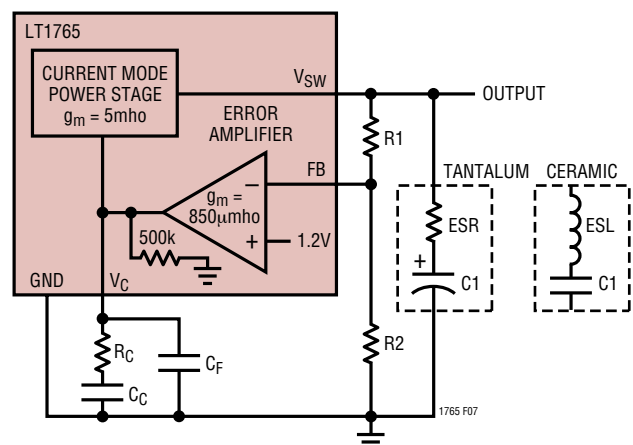 LT1765
CURRENT MODE
POWER STAGE
gm = 5mho
VSW
OUTPUT
ERROR
AMPLIFIER
R1
FB
TANTALUM
CERAMIC
–
gm =
850μmho
+
1.2V
500k
ESR
ESL
+
C1
C1
GND
VC
RC
CF
R2
CC
1765 F07